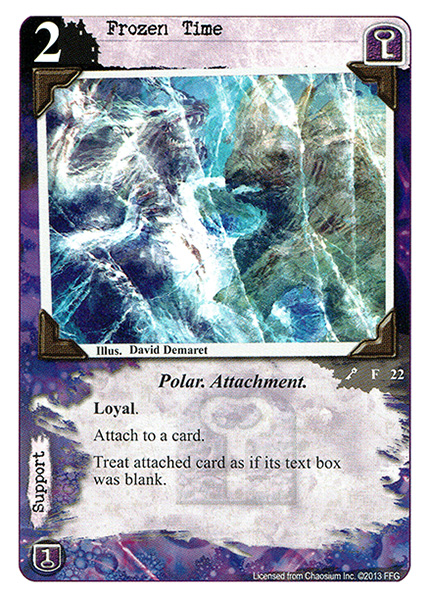 2
Frozen Time
Illus. David Demaret
Polar. Attachment.
F 22
Loyal.
Attach to a card.
Treat attached card as if its text box
was blank.
Support
1
Licensed from Chaosium Inc. ©2013 FFG